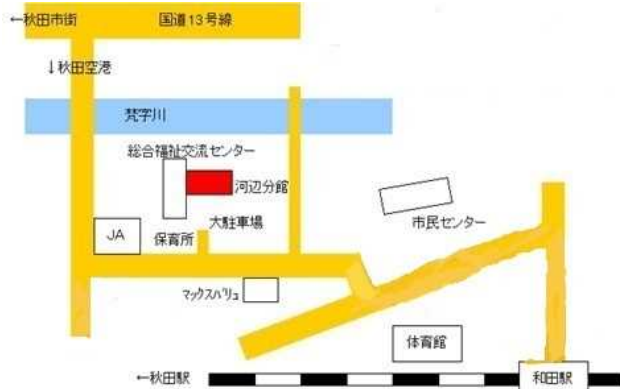 ←秋田市街
国道13号線
↓秋田空港
梵字川
総合福祉交流センター
河辺分館
大駐車場
市民センター
JA
保育所
マックスバリュ
体育館
←秋田駅
和田駅